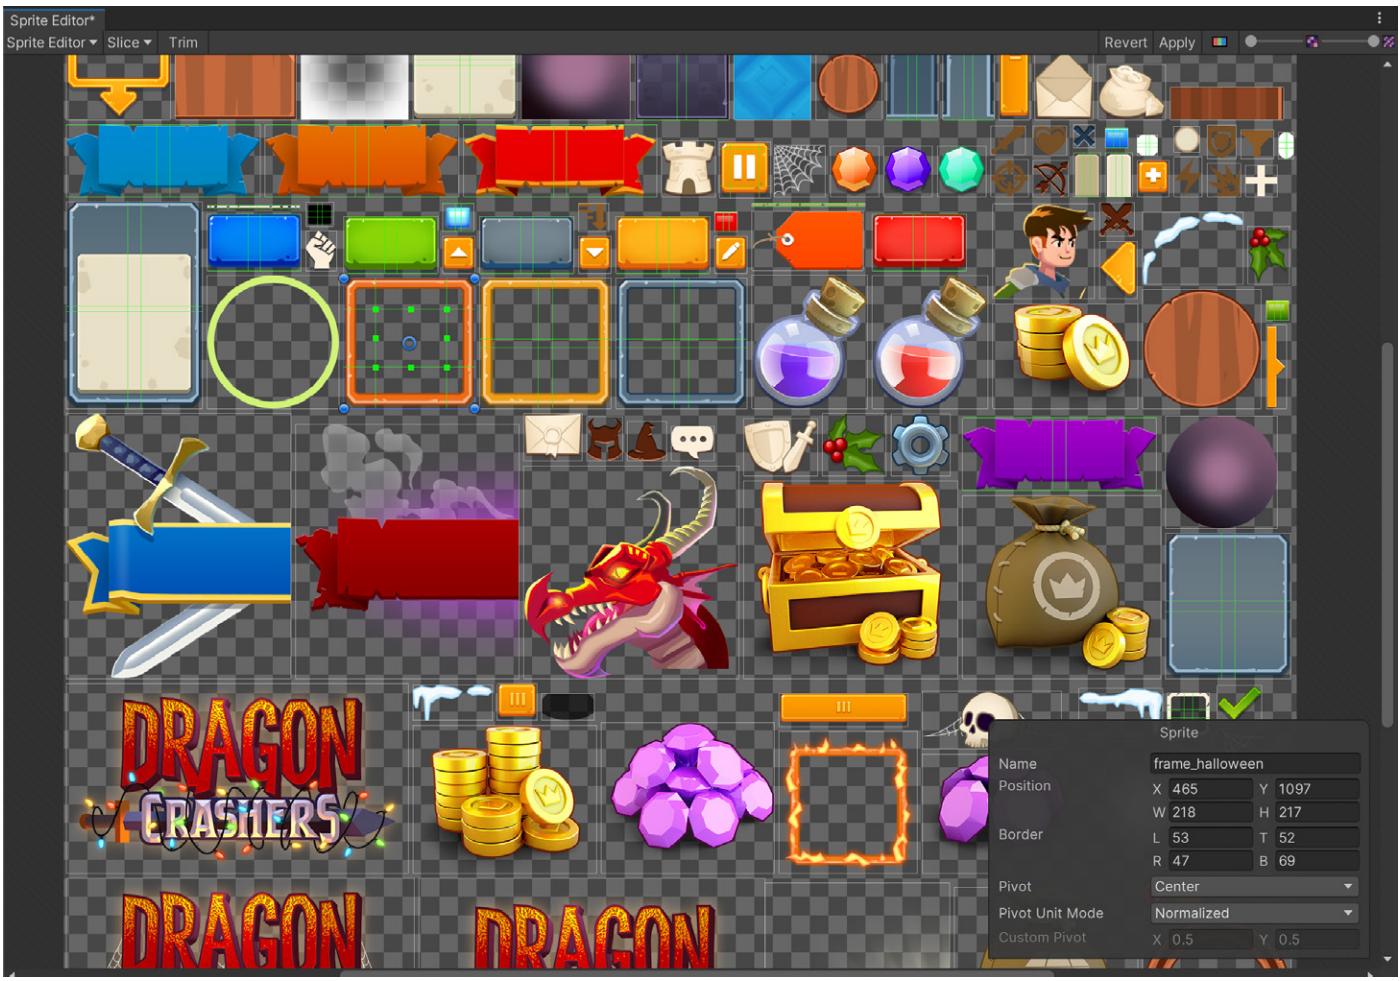 Sprite Editor*
Sprite Editor Slice Trim Revert Apply
DRAGON
CRASHERS
Sprite
Name frame_halloween
Position X 465 Y 1097
W 218 H 217
Border L 53 T 52
R 47 B 69
Pivot Center
Pivot Unit Mode Normalized
Custom Pivot X 0.5 Y 0.5
DRAGON DRAGON